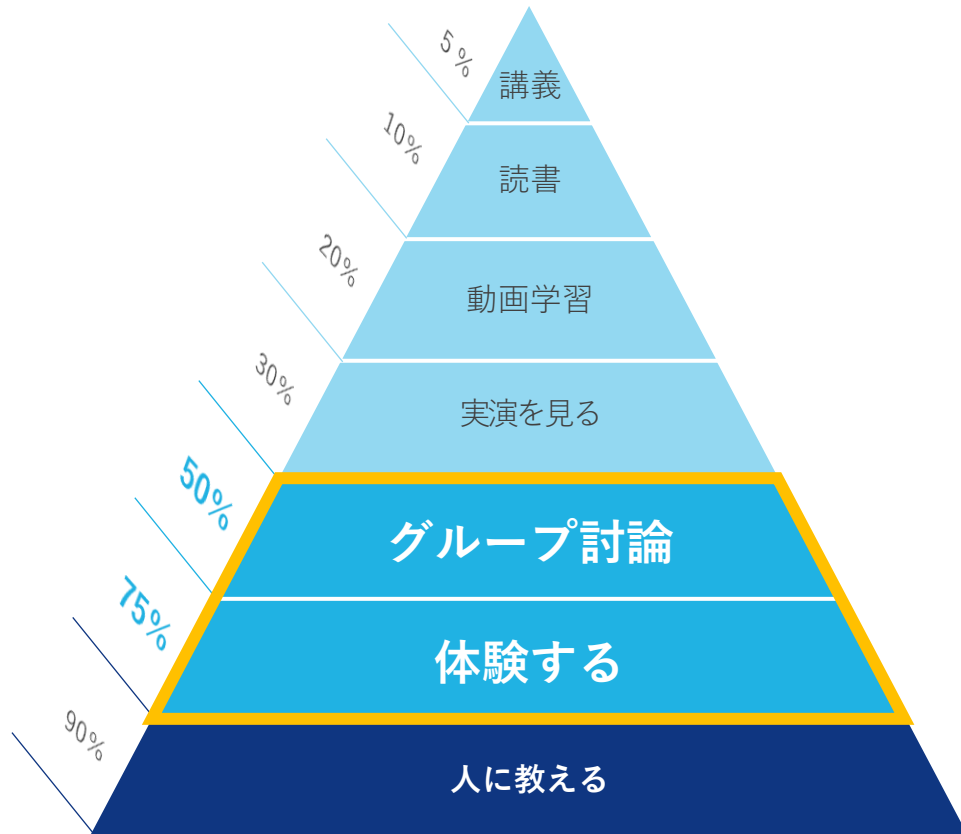 5%
講義
10%
読書
20%
動画学習
30%
実演を見る
50%
グループ討論
75%
体験する
90%
人に教える